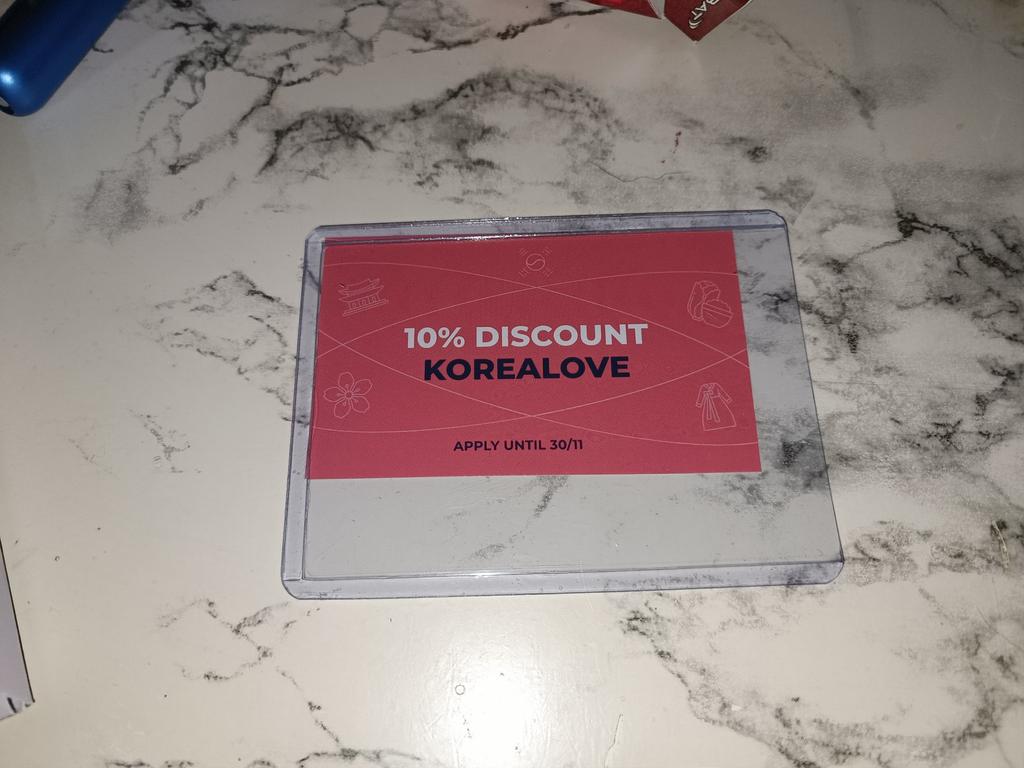 10% DISCOUNT
KOREALOVE
APPLY UNTIL 30/11